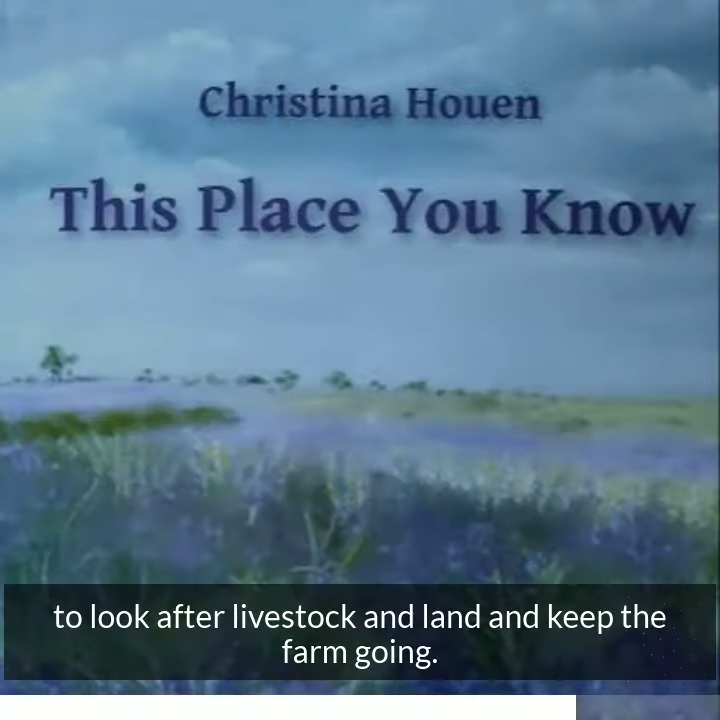 Christina Houen
This Place You Know
to look after livestock and land and keep the
farm going.